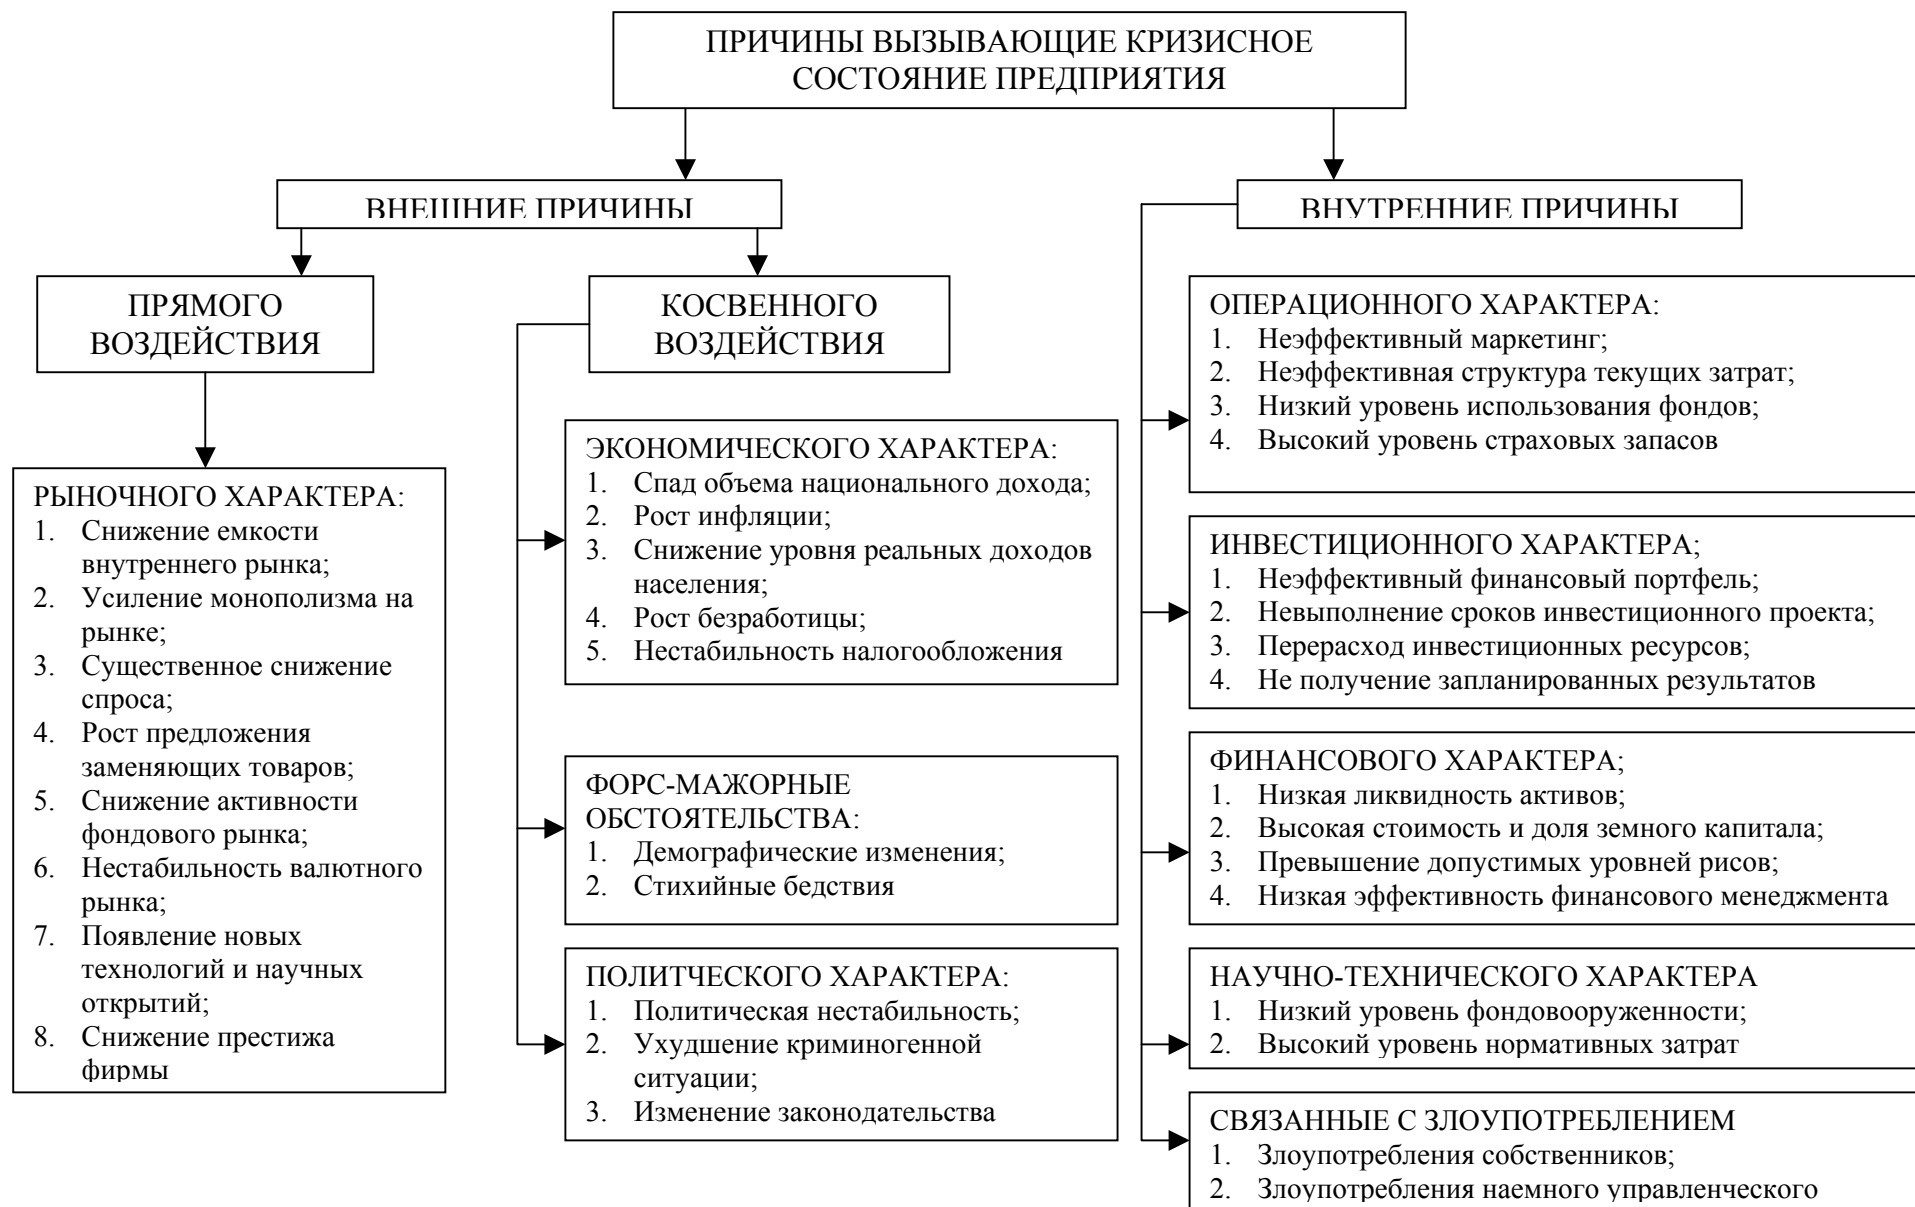 ПРИЧИНЫ ВЫЗЫВАЮЩИЕ КРИЗИСНОЕ
СОСТОЯНИЕ ПРЕДПРИЯТИЯ
ВНЕШНИЕ ПРИЧИНЫ
ВНУТРЕННИЕ ПРИЧИНЫ
ПРЯМОГО
ВОЗДЕЙСТВИЯ
КОСВЕННОГО
ВОЗДЕЙСТВИЯ
РЫНОЧНОГО ХАРАКТЕРА:
1. Снижение емкости
внутреннего рынка;
2. Усиление монополизма на
рынке;
3. Существенное снижение
спроса;
4. Рост предложения
заменяющих товаров;
5. Снижение активности
фондового рынка;
6. Нестабильность валютного
рынка;
7. Появление новых
технологий и научных
открытий;
8. Снижение престижа
фирмы
ЭКОНОМИЧЕСКОГО ХАРАКТЕРА:
1. Спад объема национального дохода;
2. Рост инфляции;
3. Снижение уровня реальных доходов
населения;
4. Рост безработицы;
5. Нестабильность налогообложения
ФОРС-МАЖОРНЫЕ
ОБСТОЯТЕЛЬСТВА:
1. Демографические изменения;
2. Стихийные бедствия
ПОЛИТЧЕСКОГО ХАРАКТЕРА:
1. Политическая нестабильность;
2. Ухудшение криминогенной
ситуации;
3. Изменение законодательства
ОПЕРАЦИОННОГО ХАРАКТЕРА:
1. Неэффективный маркетинг;
2. Неэффективная структура текущих затрат;
3. Низкий уровень использования фондов;
4. Высокий уровень страховых запасов
ИНВЕСТИЦИОННОГО ХАРАКТЕРА;
1. Неэффективный финансовый портфель;
2. Невыполнение сроков инвестиционного проекта;
3. Перерасход инвестиционных ресурсов;
4. Не получение запланированных результатов
ФИНАНСОВОГО ХАРАКТЕРА;
1. Низкая ликвидность активов;
2. Высокая стоимость и доля земного капитала;
3. Превышение допустимых уровней рисов;
4. Низкая эффективность финансового менеджмента
НАУЧНО-ТЕХНИЧЕСКОГО ХАРАКТЕРА
1. Низкий уровень фондовооруженности;
2. Высокий уровень нормативных затрат
СВЯЗАННЫЕ С ЗЛОУПОТРЕБЛЕНИЕМ
1. Злоупотребления собственников;
2. Злоупотребления наемного управленческого